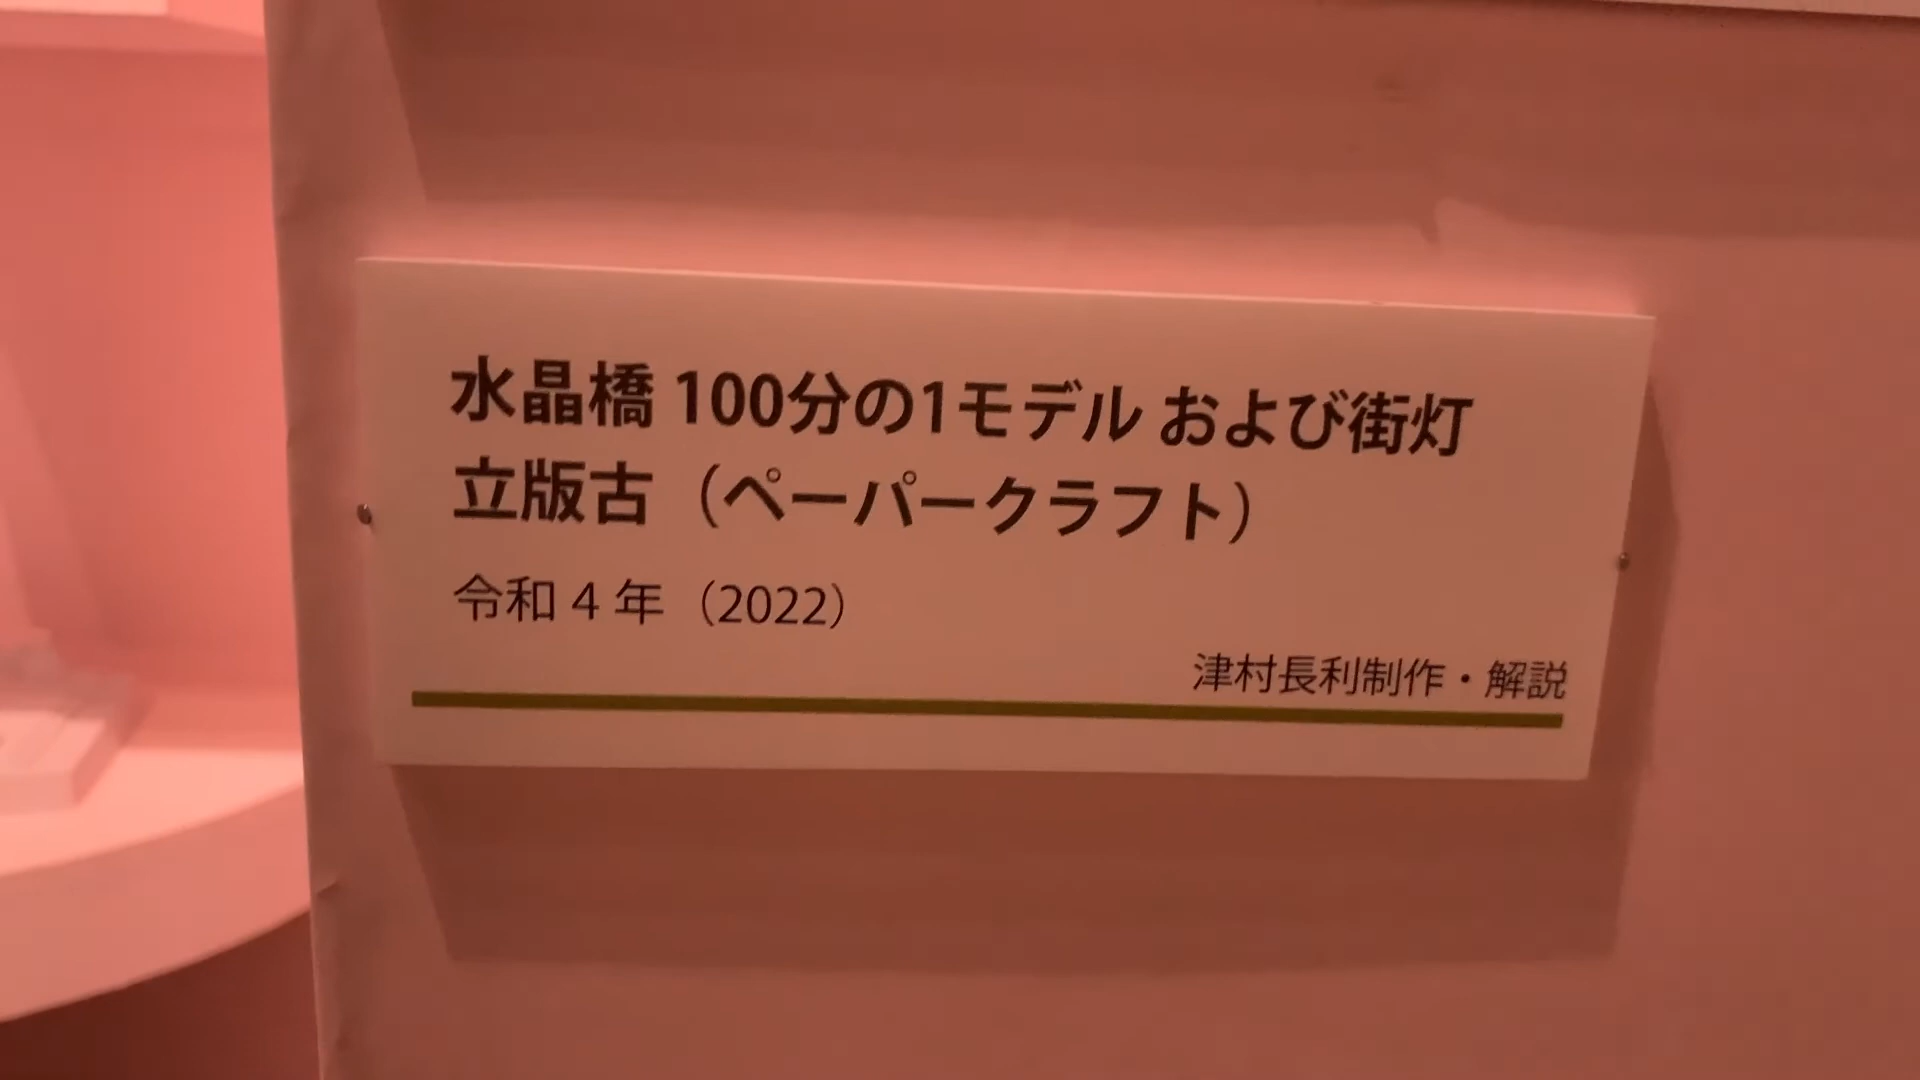 水晶橋 100分の1モデル および街灯
立版古（ペーパークラフト）
令和 4 年（2022）
津村長利制作・解説